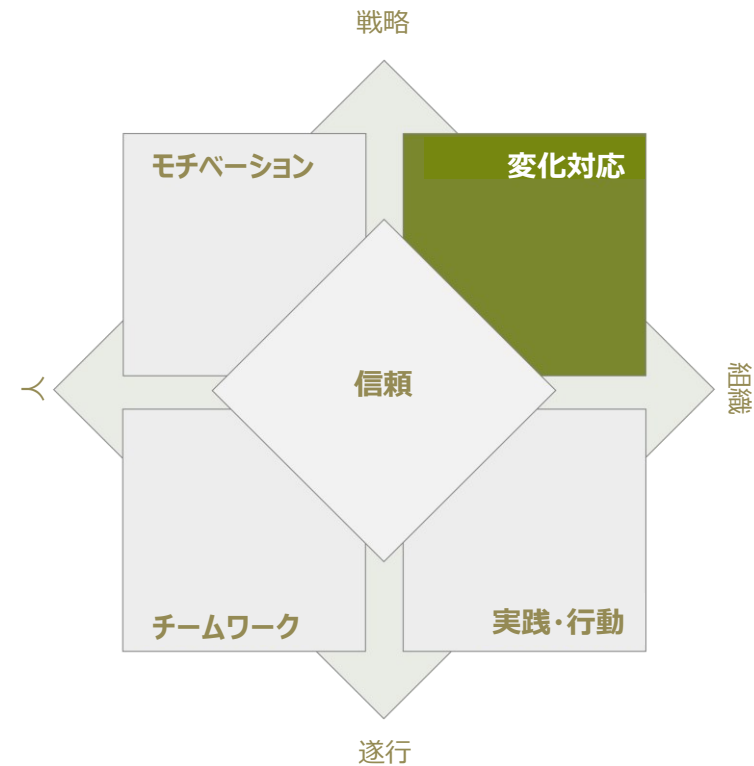 戦略
モチベーション
変化対応
人
信頼
組織
チームワーク
実践・行動
遂行